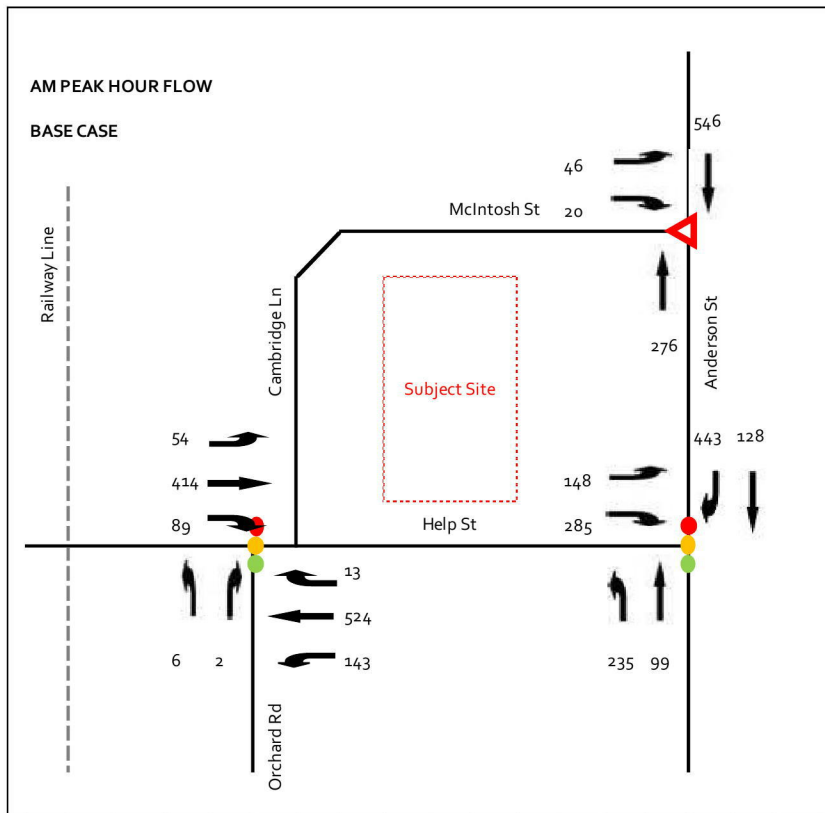 AM PEAK HOUR FLOW
BASE CASE
546
46
McIntosh St
20
Railway Line
Cambridge Ln
276
Anderson St
Subject Site
54
443
128
414
148
89
Help St
285
13
524
6
2
143
235
99
Orchard Rd